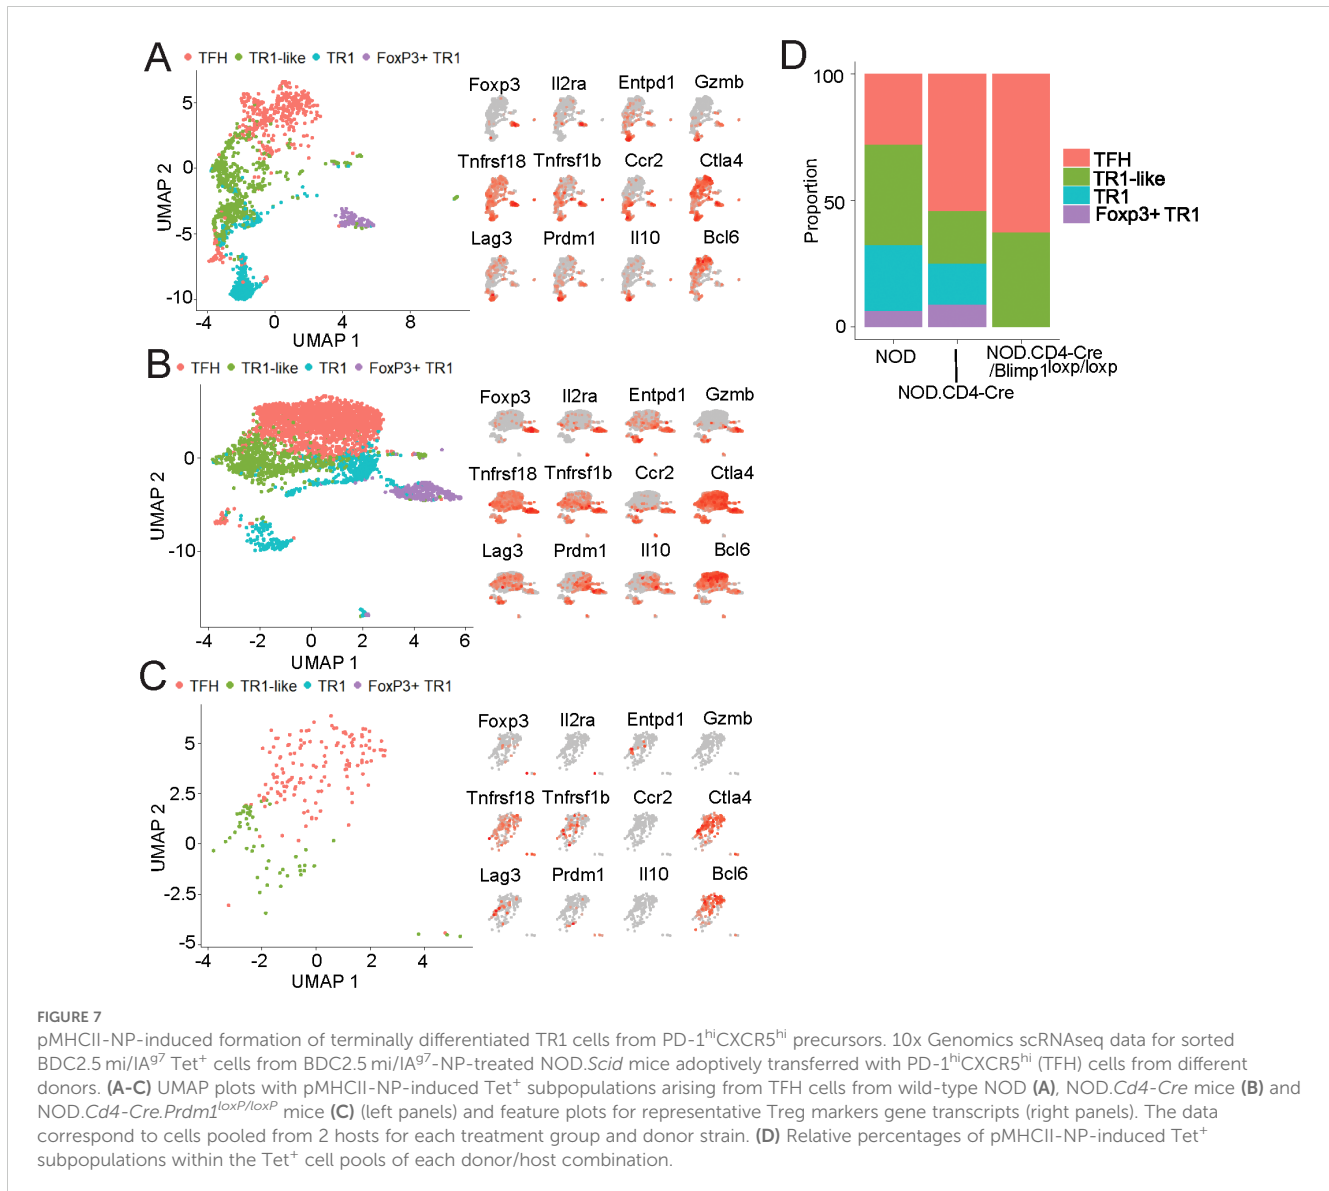 A
TFH TR1-like TR1 FoxP3+ TR1
5
0
-5
-10
UMAP 2
-4 0 4 8
UMAP 1
Foxp3 Il2ra Entpd1 Gzmb
Tnfrsf18 Tnfrsf1b Ccr2 Ctla4
Lag3 Prdm1 Il10 Bcl6
B
TFH TR1-like TR1 FoxP3+ TR1
0
-10
UMAP 2
-4 -2 0 2 4 6
UMAP 1
Foxp3 Il2ra Entpd1 Gzmb
Tnfrsf18 Tnfrsf1b Ccr2 Ctla4
Lag3 Prdm1 Il10 Bcl6
C
TFH TR1-like TR1 FoxP3+ TR1
5
2.5
0
-2.5
-5
UMAP 2
-4 -2 0 2 4
UMAP 1
Foxp3 Il2ra Entpd1 Gzmb
Tnfrsf18 Tnfrsf1b Ccr2 Ctla4
Lag3 Prdm1 Il10 Bcl6
D
100
50
0
Proportion
TFH
TR1-like
TR1
Foxp3+ TR1
NOD
NOD.CD4-Cre
NOD.CD4-Cre
/Blimp1loxp/loxp
FIGURE 7
pMHCII-NP-induced formation of terminally differentiated TR1 cells from PD-1hiCXCR5hi precursors. 10x Genomics scRNAseq data for sorted
BDC2.5 mi/IAg7 Tet+ cells from BDC2.5 mi/IAg7-NP-treated NOD.Scid mice adoptively transferred with PD-1hiCXCR5hi (TFH) cells from different
donors. (A-C) UMAP plots with pMHCII-NP-induced Tet+ subpopulations arising from TFH cells from wild-type NOD (A), NOD.Cd4-Cre mice (B) and
NOD.Cd4-Cre.Prdm1loxP/loxP mice (C) (left panels) and feature plots for representative Treg markers gene transcripts (right panels). The data
correspond to cells pooled from 2 hosts for each treatment group and donor strain. (D) Relative percentages of pMHCII-NP-induced Tet+
subpopulations within the Tet+ cell pools of each donor/host combination.